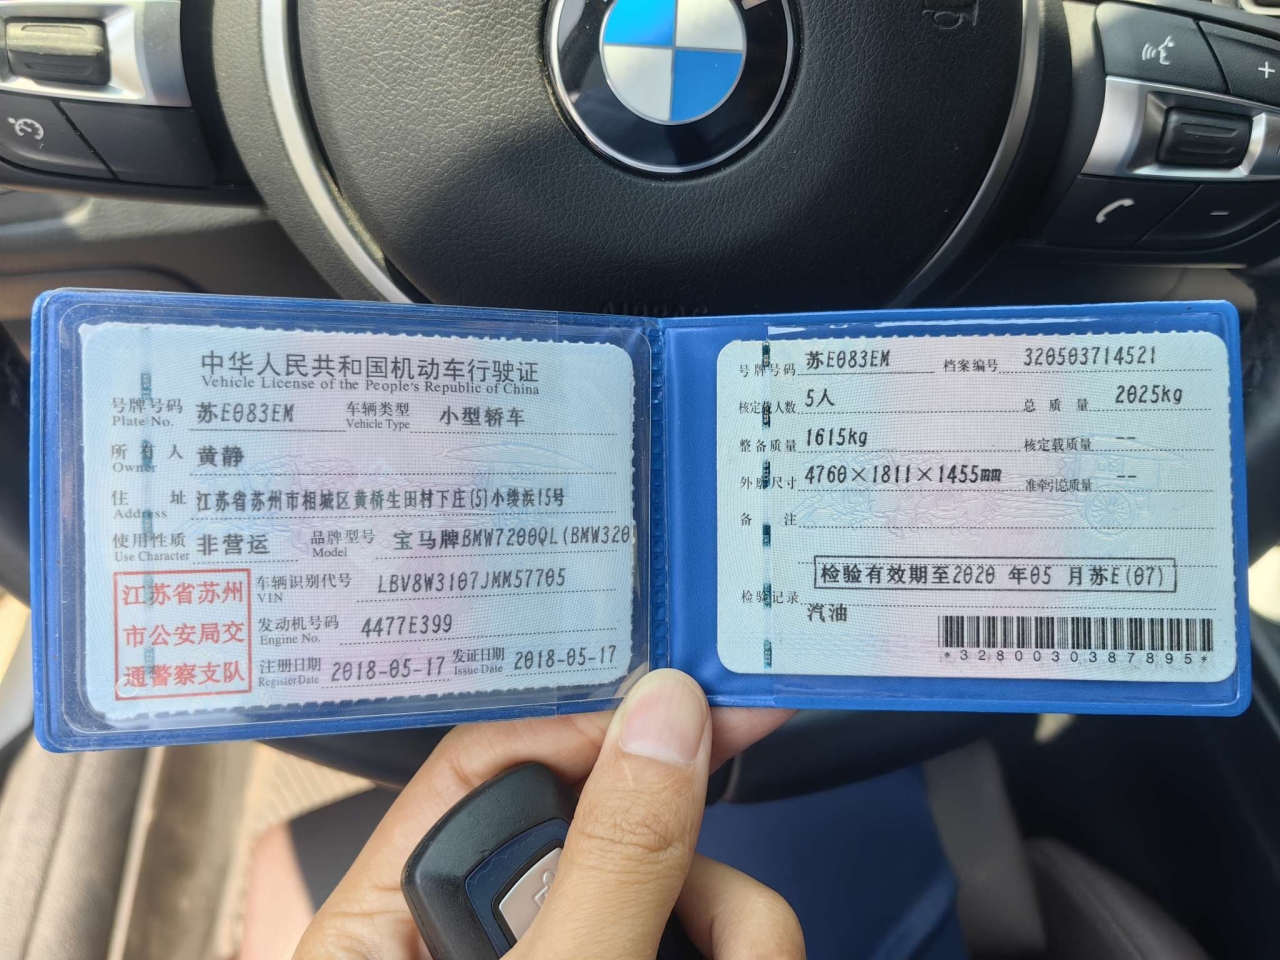 中华人民共和国机动车行驶证
Vehicle License of the People's Republic of China
号牌号码 苏E083EM 车辆类型 小型轿车
Plate No. Vehicle Type
所有人 黄静
Owner
住址 江苏省苏州市相城区黄桥生田村下庄(5)小缕浜15号
Address
使用性质 非营运 品牌型号 宝马牌BMW7200QL(BMW320
Use Character Model
江苏省苏州
市公安局交
通警察支队
车辆识别代号 LBV8W3107JMM57705
VIN
发动机号码 4477E399
Engine No.
注册日期 2018-05-17 发证日期 2018-05-17
Register Date Issue Date
号牌号码 苏E083EM 档案编号 320503714521
核定载人数 5人 总质量 2025kg
整备质量 1615kg 核定载质量 --
外廓尺寸 4760×1811×1455mm 准牵引总质量 --
备注
检验有效期至2020 年05 月苏E(07)
检验记录
汽油
*3280030387895*